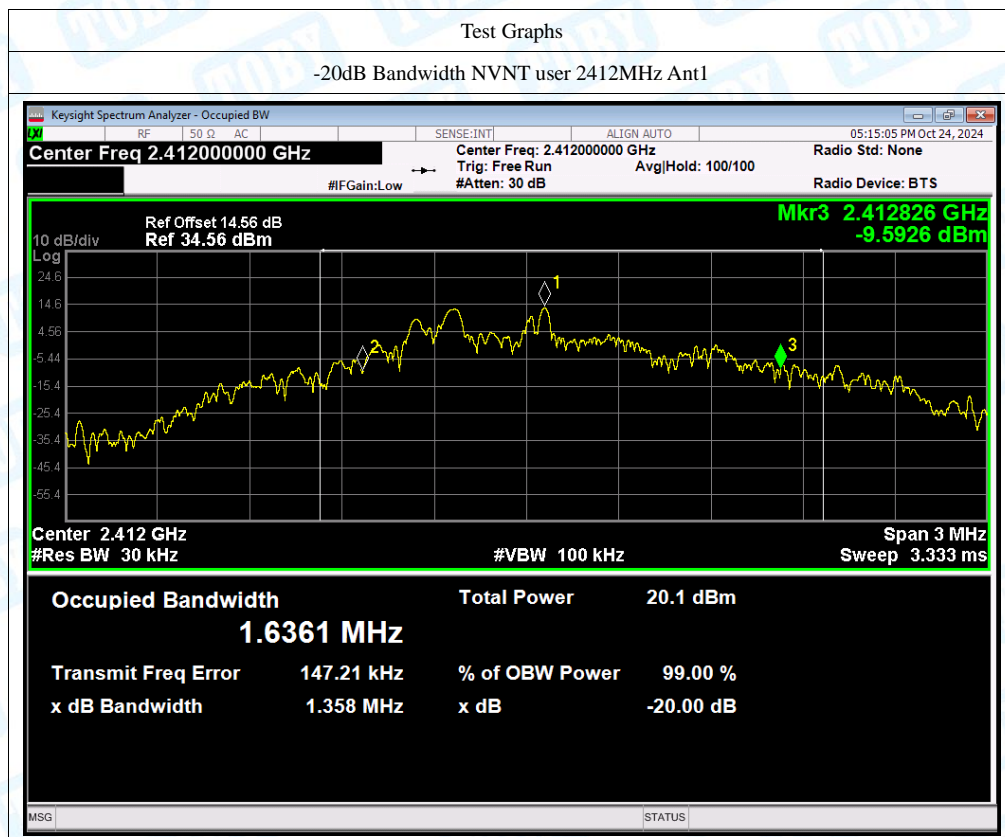 Test Graphs
-20dB Bandwidth NVNT user 2412MHz Ant1
Keysight Spectrum Analyzer - Occupied BW
LXI RF 50 Ω AC SENSE:INT ALIGN AUTO 05:15:05 PM Oct 24, 2024
Center Freq 2.412000000 GHz Center Freq: 2.412000000 GHz Radio Std: None
Trig: Free Run Avg|Hold: 100/100
#IFGain:Low #Atten: 30 dB Radio Device: BTS
Mkr3 2.412826 GHz
-9.5926 dBm
Ref Offset 14.56 dB
10 dB/div Ref 34.56 dBm
Log
24.6
14.6
4.56
-5.44
-15.4
-25.4
-35.4
-45.4
-55.4
1
2
3
Center 2.412 GHz Span 3 MHz
#Res BW 30 kHz #VBW 100 kHz Sweep 3.333 ms
Occupied Bandwidth Total Power 20.1 dBm
1.6361 MHz
Transmit Freq Error 147.21 kHz % of OBW Power 99.00 %
x dB Bandwidth 1.358 MHz x dB -20.00 dB
MSG STATUS
TOBY